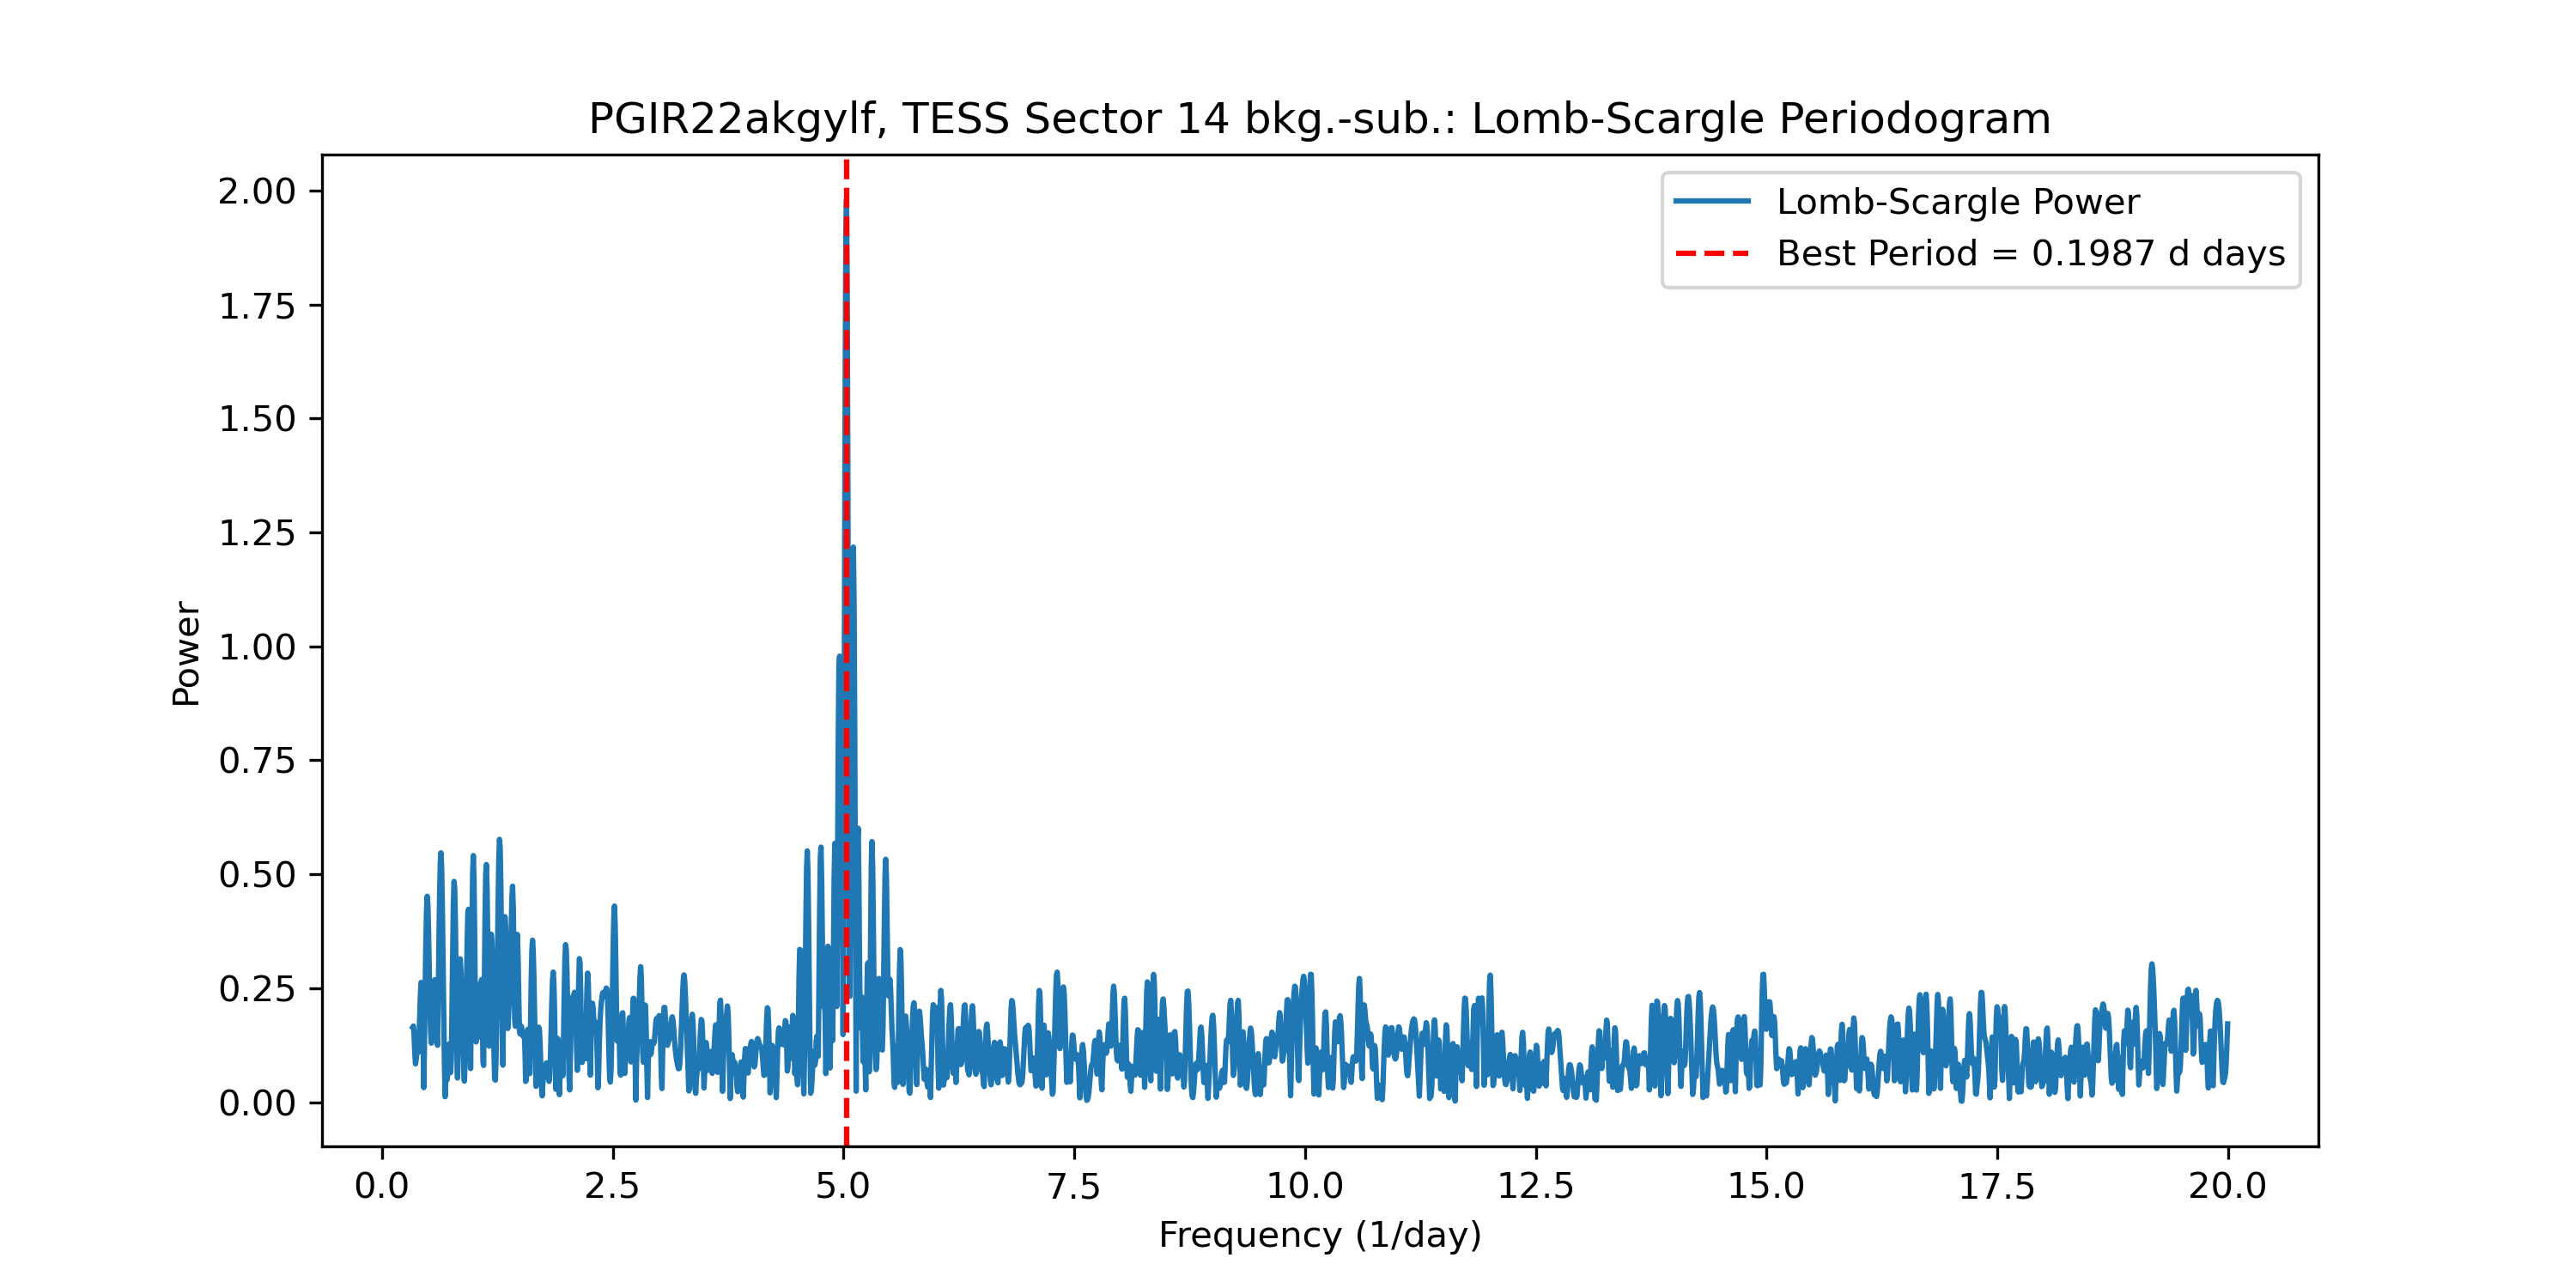 PGIR22akgylf, TESS Sector 14 bkg.-sub.: Lomb-Scargle Periodogram
Lomb-Scargle Power
Best Period = 0.1987 d days
Power
2.00
1.75
1.50
1.25
1.00
0.75
0.50
0.25
0.00
0.0 2.5 5.0 7.5 10.0 12.5 15.0 17.5 20.0
Frequency (1/day)